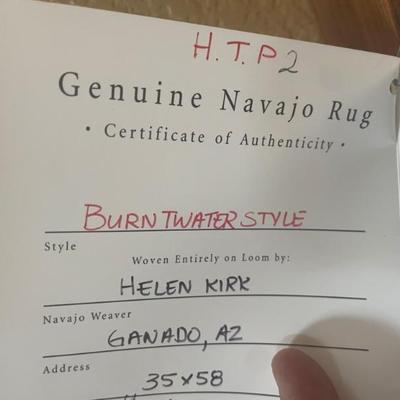 H.T.P2
Genuine Navajo Rug
• Certificate of Authenticity •
BURNTWATER STYLE
Style
Woven Entirely on Loom by:
HELEN KIRK
Navajo Weaver
GANADO, AZ
Address
35x58